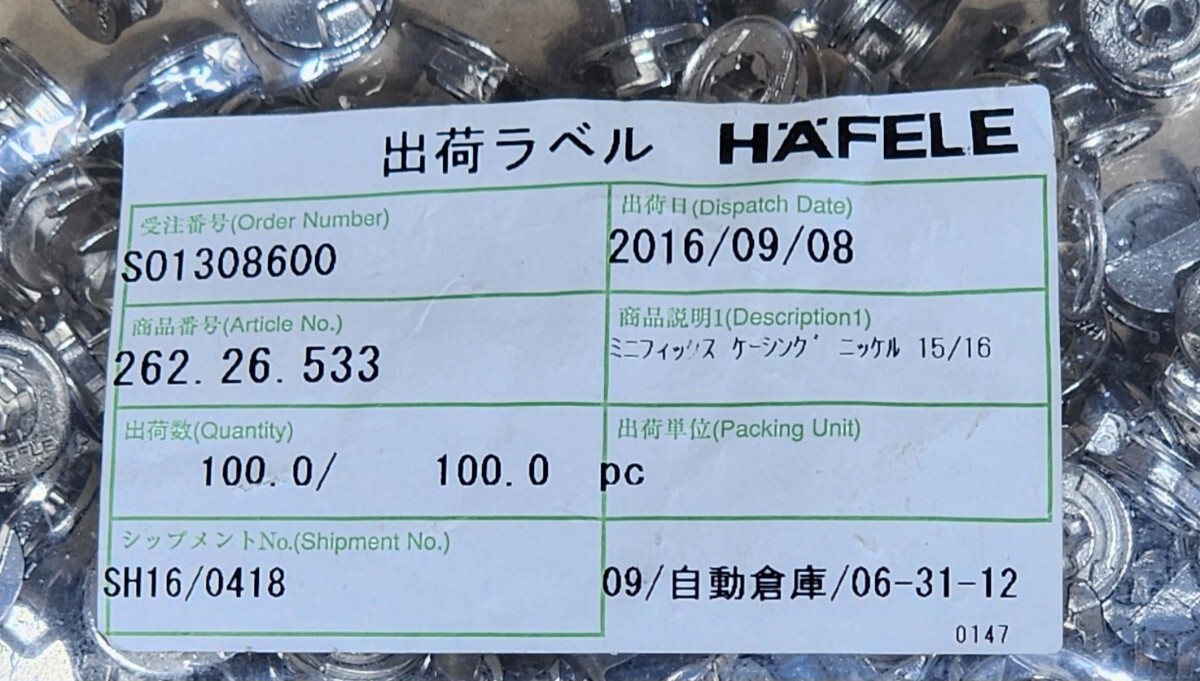 出荷ラベル HÄFELE
受注番号(Order Number) 出荷日(Dispatch Date)
SO1308600 2016/09/08
商品番号(Article No.) 商品説明1(Description1)
262.26.533 ﾐﾆフィックス ｹｰｼﾝｸﾞ ﾆｯｹﾙ 15/16
出荷数(Quantity) 出荷単位(Packing Unit)
100.0/ 100.0 pc
シップメントNo.(Shipment No.)
SH16/0418 09/自動倉庫/06-31-12
0147
HÄFELE